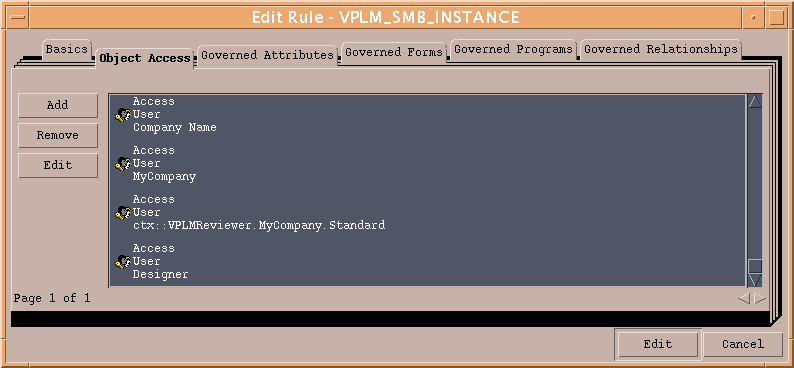 Edit Rule - VPLM_SMB_INSTANCE
Basics
Object Access
Governed Attributes
Governed Forms
Governed Programs
Governed Relationships
Add
Remove
Edit
Access
User
Company Name
Access
User
MyCompany
Access
User
ctx::VPLMReviewer.MyCompany.Standard
Access
User
Designer
Page 1 of 1
Edit
Cancel